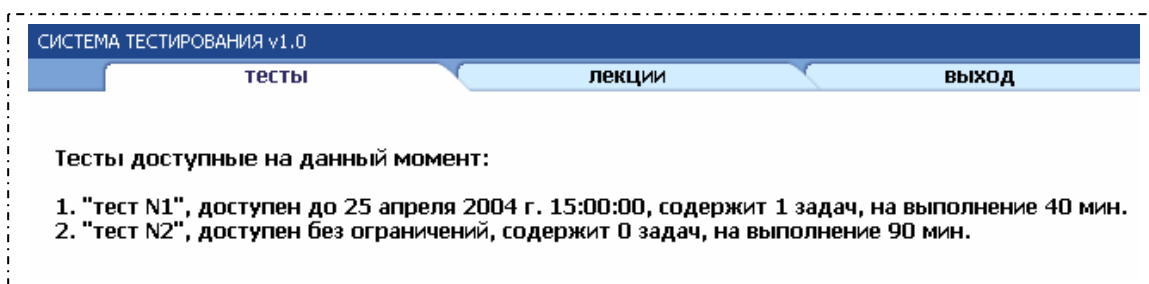 СИСТЕМА ТЕСТИРОВАНИЯ v1.0
тесты лекции выход
Тесты доступные на данный момент:
1. "тест N1", доступен до 25 апреля 2004 г. 15:00:00, содержит 1 задач, на выполнение 40 мин.
2. "тест N2", доступен без ограничений, содержит 0 задач, на выполнение 90 мин.